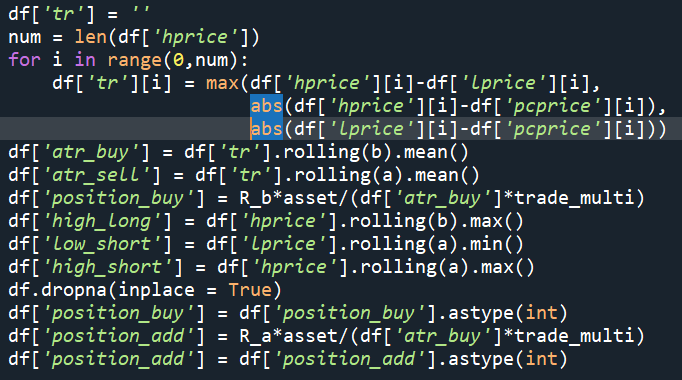 df['tr'] = ''
num = len(df['hprice'])
for i in range(0,num):
    df['tr'][i] = max(df['hprice'][i]-df['lprice'][i],
                      abs(df['hprice'][i]-df['pcprice'][i]),
                      abs(df['lprice'][i]-df['pcprice'][i]))
df['atr_buy'] = df['tr'].rolling(b).mean()
df['atr_sell'] = df['tr'].rolling(a).mean()
df['position_buy'] = R_b*asset/(df['atr_buy']*trade_multi)
df['high_long'] = df['hprice'].rolling(b).max()
df['low_short'] = df['lprice'].rolling(a).min()
df['high_short'] = df['hprice'].rolling(a).max()
df.dropna(inplace = True)
df['position_buy'] = df['position_buy'].astype(int)
df['position_add'] = R_a*asset/(df['atr_buy']*trade_multi)
df['position_add'] = df['position_add'].astype(int)